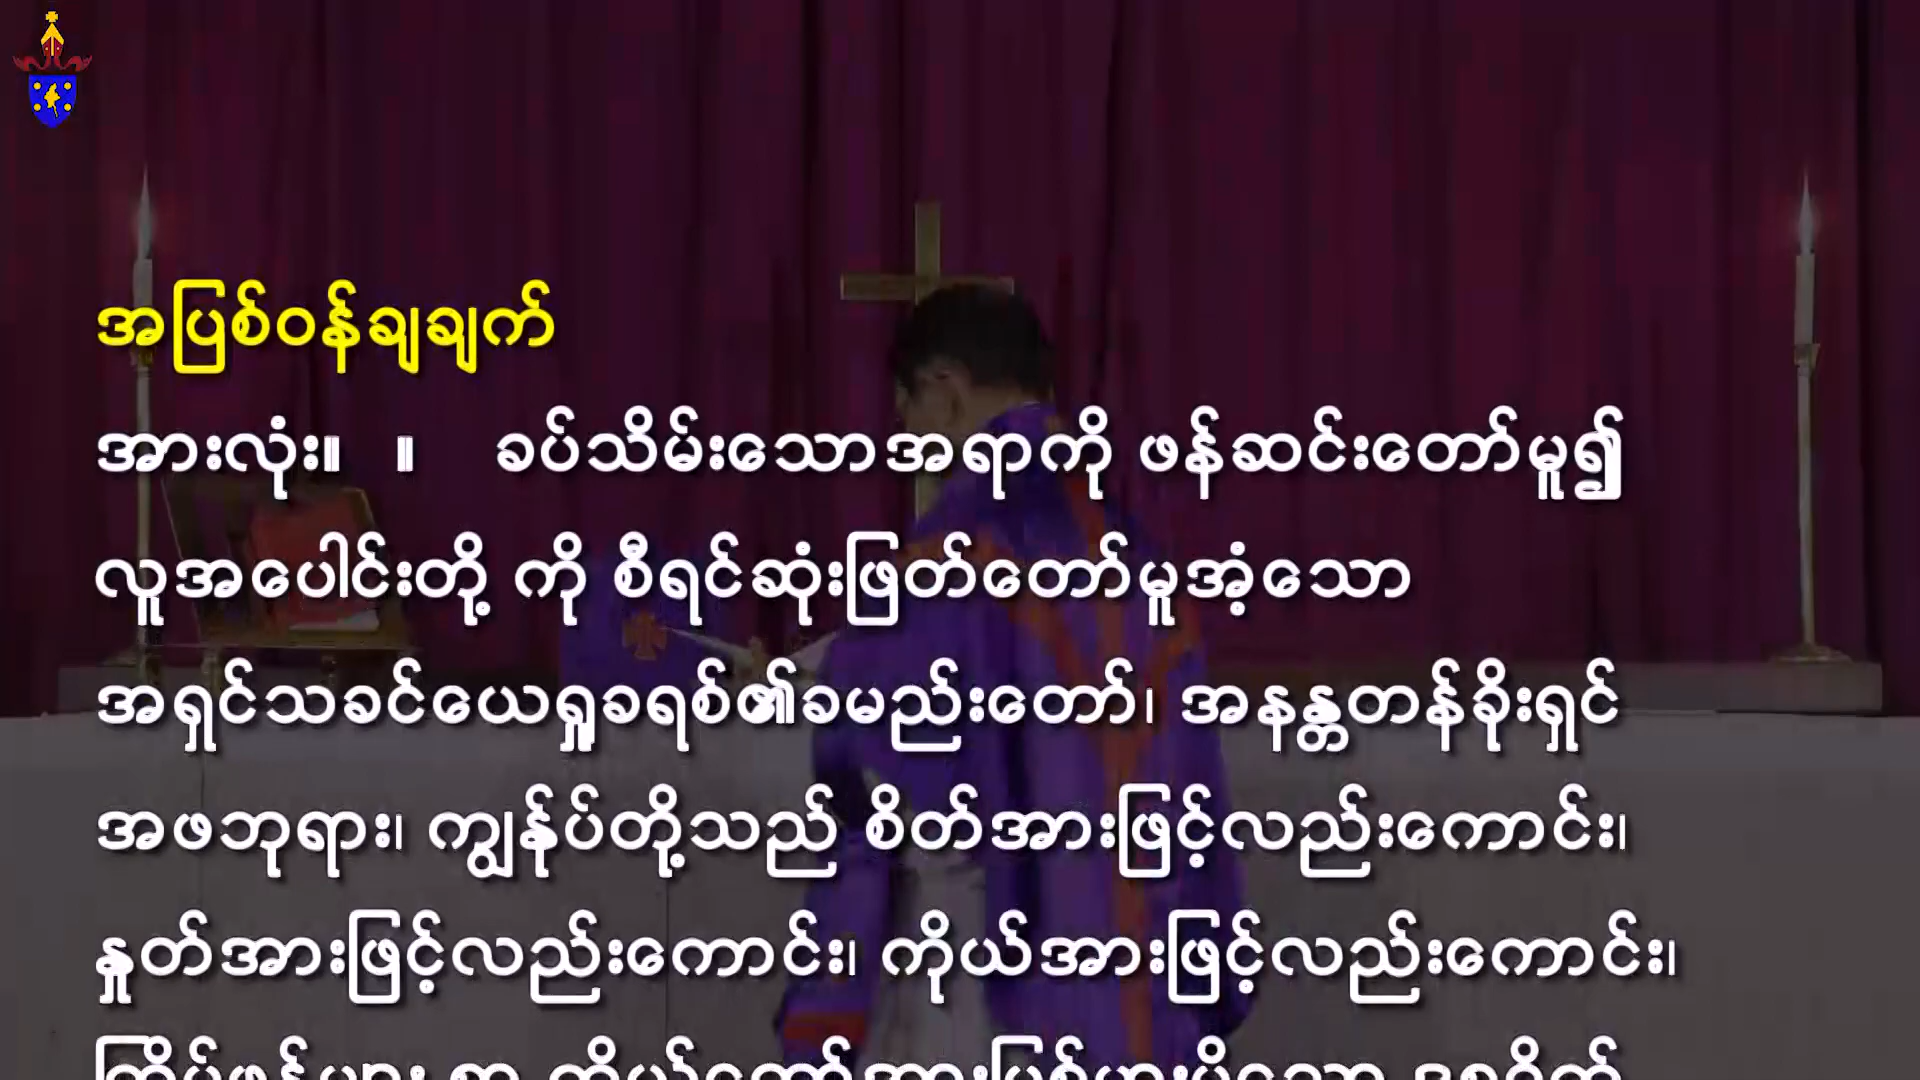 အပြစ်ဝန်ချချက်
အားလုံး။ ။ ခပ်သိမ်းသောအရာကို ဖန်ဆင်းတော်မူ၍
လူအပေါင်းတို့ ကို စီရင်ဆုံးဖြတ်တော်မူအံ့သော
အရှင်သခင်ယေရှုခရစ်၏ခမည်းတော်၊ အနန္တတန်ခိုးရှင်
အဖဘုရား၊ ကျွန်ုပ်တို့သည် စိတ်အားဖြင့်လည်းကောင်း၊
နှုတ်အားဖြင့်လည်းကောင်း၊ ကိုယ်အားဖြင့်လည်းကောင်း၊